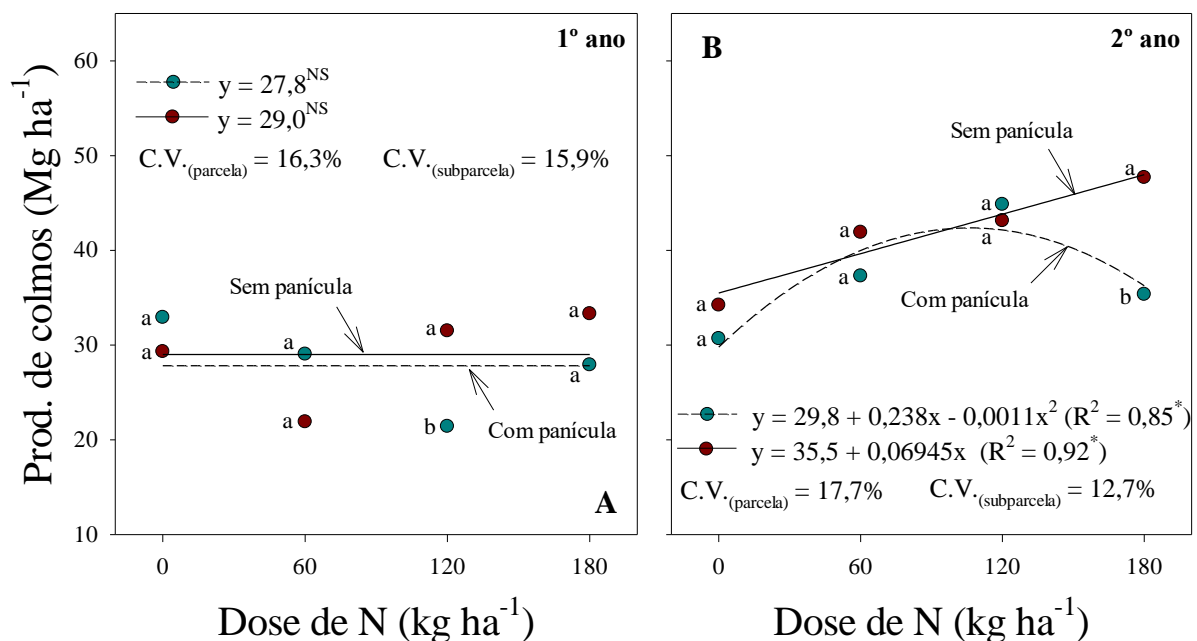 Prod. de colmos (Mg ha⁻¹)
60
50
40
30
20
10
1º ano
y = 27,8^NS
y = 29,0^NS
C.V.(parcela) = 16,3% C.V.(subparcela) = 15,9%
Sem panícula
a
a
a
a
a
b
a
a
Com panícula
A
0 60 120 180
Dose de N (kg ha⁻¹)
B
2º ano
Sem panícula
a
a
a
a
a
a
a
b
Com panícula
y = 29,8 + 0,238x - 0,0011x² (R² = 0,85*)
y = 35,5 + 0,06945x (R² = 0,92*)
C.V.(parcela) = 17,7% C.V.(subparcela) = 12,7%
0 60 120 180
Dose de N (kg ha⁻¹)